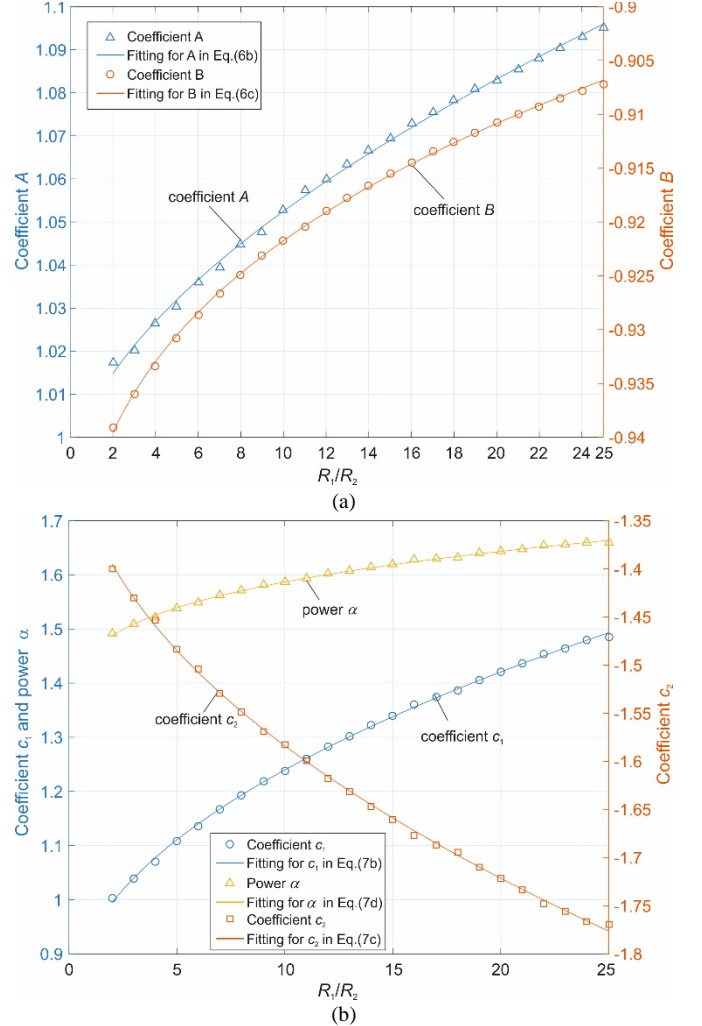 1.1
1.09
1.08
1.07
1.06
1.05
1.04
1.03
1.02
1.01
1
Coefficient A
-0.9
-0.905
-0.91
-0.915
-0.92
-0.925
-0.93
-0.935
-0.94
Coefficient B
Coefficient A
Fitting for A in Eq.(6b)
Coefficient B
Fitting for B in Eq.(6c)
coefficient A
coefficient B
0 2 4 6 8 10 12 14 16 18 20 22 24 25
R₁/R₂
(a)
1.7
1.6
1.5
1.4
1.3
1.2
1.1
1
0.9
Coefficient c₁ and power α
-1.35
-1.4
-1.45
-1.5
-1.55
-1.6
-1.65
-1.7
-1.75
-1.8
Coefficient c₂
power α
coefficient c₂
coefficient c₁
Coefficient c₁
Fitting for c₁ in Eq.(7b)
Power α
Fitting for α in Eq.(7d)
Coefficient c₂
Fitting for c₂ in Eq.(7c)
0 5 10 15 20 25
R₁/R₂
(b)